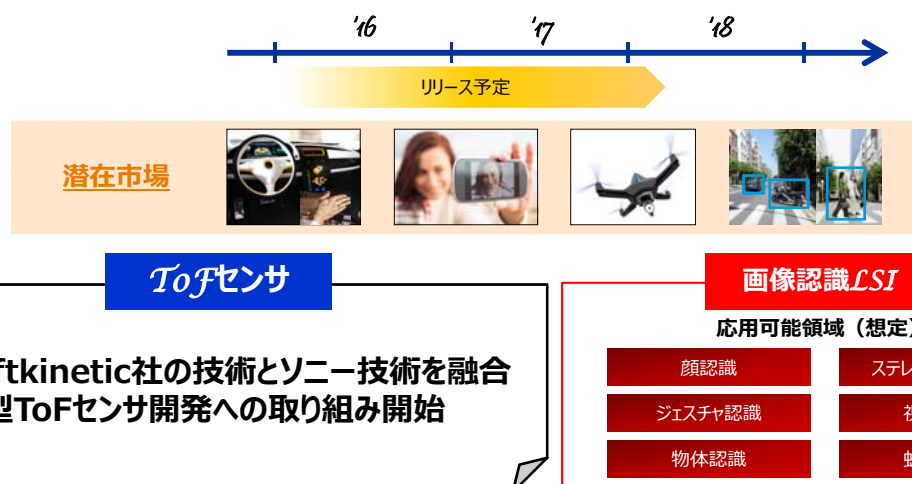 '16 '17 '18
リリース予定
潜在市場
ToFセンサ
ftkinetic社の技術とソニー技術を融合
型ToFセンサ開発への取り組み開始
画像認識LSI
応用可能領域（想定）
顔認識 ステレ
ジェスチャ認識
物体認識